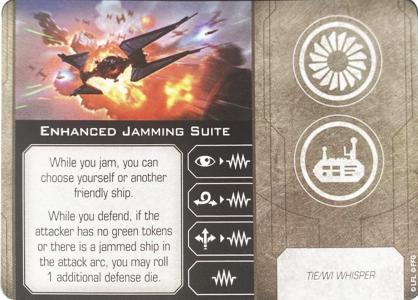 ENHANCED JAMMING SUITE
While you jam, you can
choose yourself or another
friendly ship.
While you defend, if the
attacker has no green tokens
or there is a jammed ship in
the attack arc, you may roll
1 additional defense die.
TIE/WI WHISPER
©LFL ©FFG